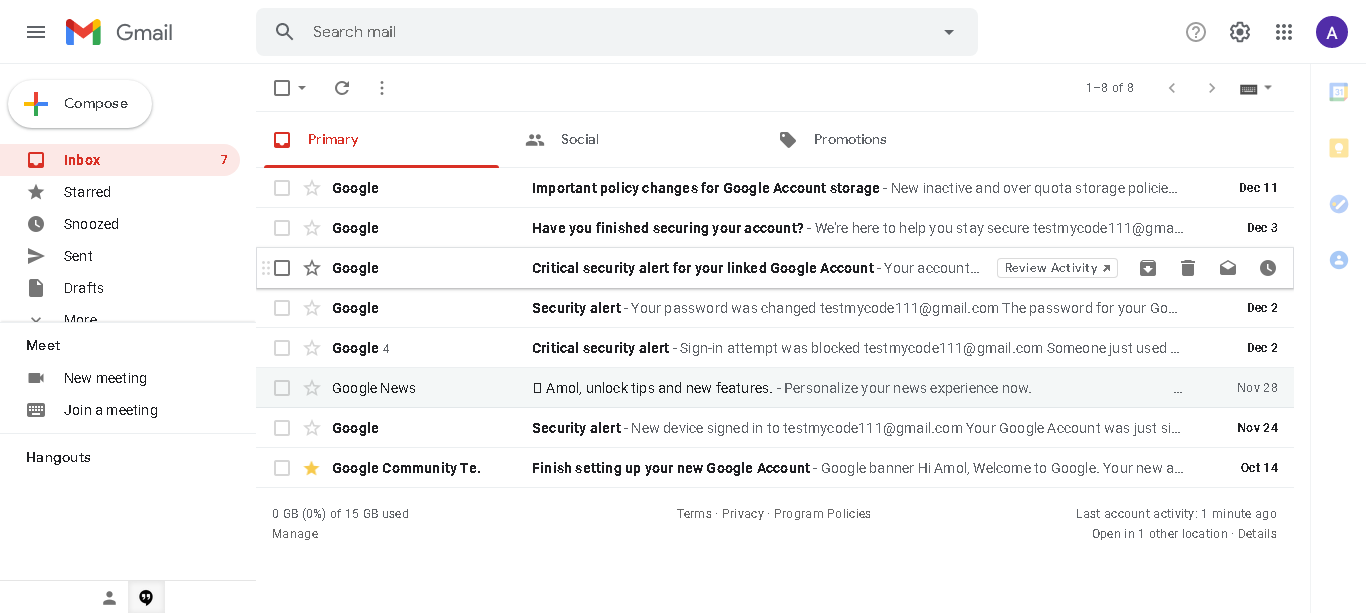 Gmail
Search mail
A
Compose
1–8 of 8
31
Primary
Social
Promotions
Inbox 7
Starred
Snoozed
Sent
Drafts
More
Google Important policy changes for Google Account storage - New inactive and over quota storage policie... Dec 11
Google Have you finished securing your account? - We're here to help you stay secure testmycode111@gma... Dec 3
Google Critical security alert for your linked Google Account - Your account... Review Activity
Google Security alert - Your password was changed testmycode111@gmail.com The password for your Go... Dec 2
Google 4 Critical security alert - Sign-in attempt was blocked testmycode111@gmail.com Someone just used ... Dec 2
Google News Amol, unlock tips and new features. - Personalize your news experience now. ... Nov 28
Google Security alert - New device signed in to testmycode111@gmail.com Your Google Account was just si... Nov 24
Google Community Te. Finish setting up your new Google Account - Google banner Hi Amol, Welcome to Google. Your new a... Oct 14
Meet
New meeting
Join a meeting
Hangouts
0 GB (0%) of 15 GB used
Manage
Terms · Privacy · Program Policies
Last account activity: 1 minute ago
Open in 1 other location · Details